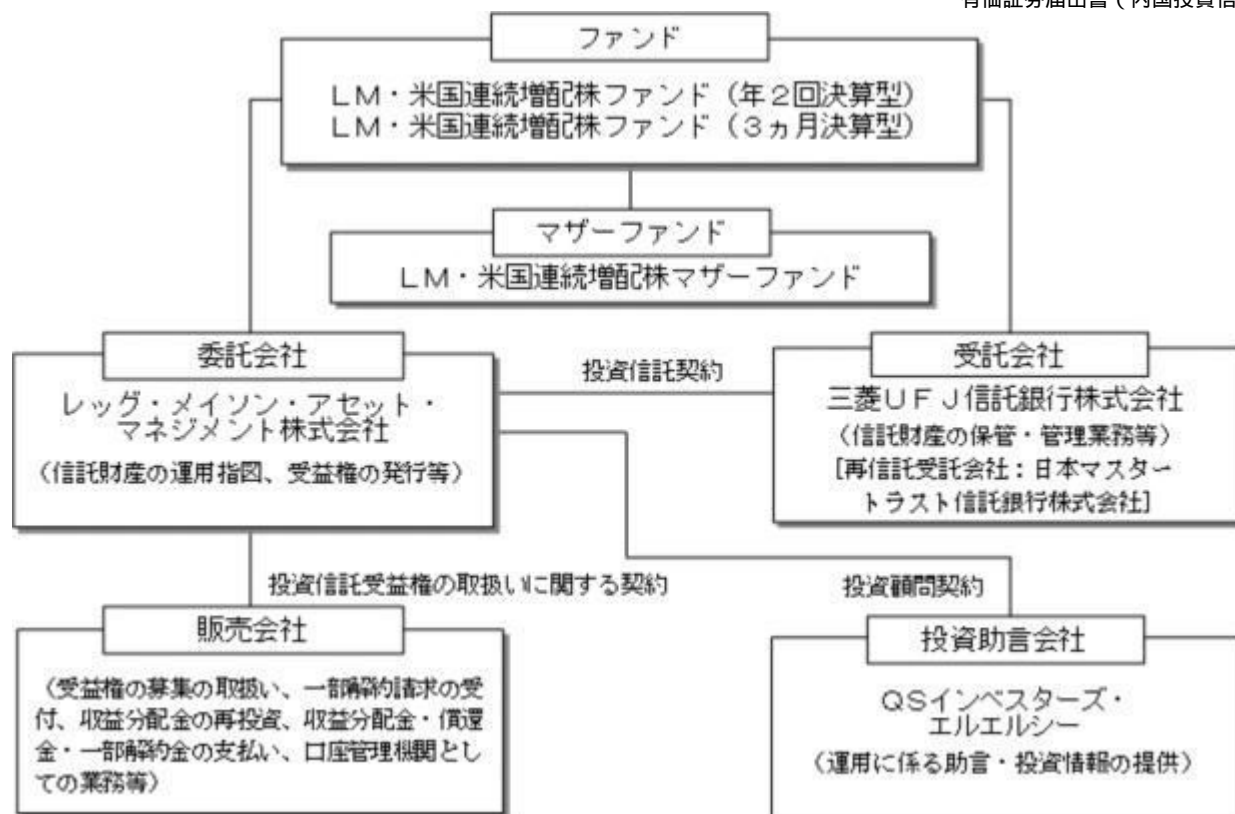 有価証券届出書(内国投資信
ファンド
LM・米国連続増配株ファンド(年2回決算型)
LM・米国連続増配株ファンド(3ヵ月決算型)
マザーファンド
LM・米国連続増配株マザーファンド
委託会社
レッグ・メイソン・アセット・
マネジメント株式会社
(信託財産の運用指図、受益権の発行等)
投資信託契約
受託会社
三菱UFJ信託銀行株式会社
(信託財産の保管・管理業務等)
[再信託受託会社:日本マスター
トラスト信託銀行株式会社]
投資信託受益権の取扱いに関する契約
投資顧問契約
販売会社
(受益権の募集の取扱い、一部解約請求の受
付、収益分配金の再投資、収益分配金・償還
金・一部解約金の支払い、口座管理機関とし
ての業務等)
投資助言会社
QSインベスターズ・
エルエルシー
(運用に係る助言・投資情報の提供)